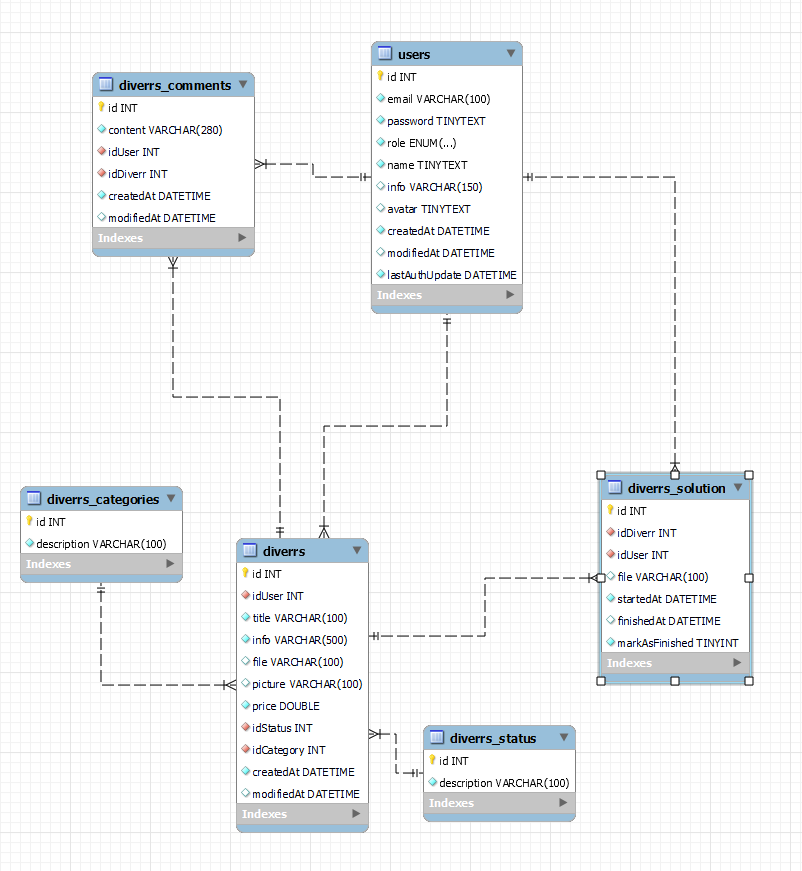 users
id INT
email VARCHAR(100)
password TINYTEXT
role ENUM(...)
name TINYTEXT
info VARCHAR(150)
avatar TINYTEXT
createdAt DATETIME
modifiedAt DATETIME
lastAuthUpdate DATETIME
Indexes
diverrs_comments
id INT
content VARCHAR(280)
idUser INT
idDiverr INT
createdAt DATETIME
modifiedAt DATETIME
Indexes
diverrs_categories
id INT
description VARCHAR(100)
Indexes
diverrs
id INT
idUser INT
title VARCHAR(100)
info VARCHAR(500)
file VARCHAR(100)
picture VARCHAR(100)
price DOUBLE
idStatus INT
idCategory INT
createdAt DATETIME
modifiedAt DATETIME
Indexes
diverrs_solution
id INT
idDiverr INT
idUser INT
file VARCHAR(100)
startedAt DATETIME
finishedAt DATETIME
markAsFinished TINYINT
Indexes
diverrs_status
id INT
description VARCHAR(100)
Indexes